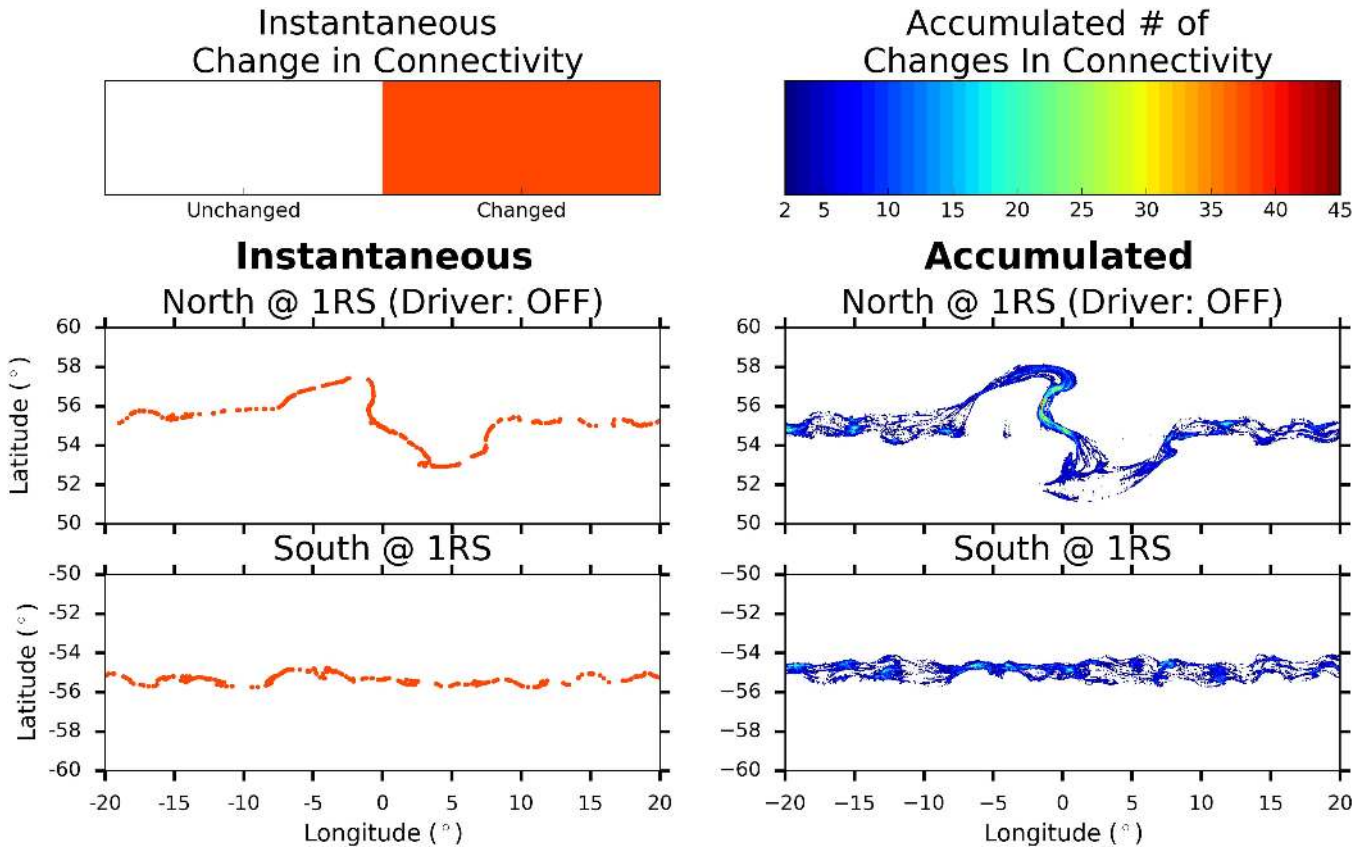 Instantaneous
Change in Connectivity
Unchanged Changed
Accumulated # of
Changes In Connectivity
2 5 10 15 20 25 30 35 40 45
Instantaneous
North @ 1RS (Driver: OFF)
60
58
56
54
52
50
Latitude (°)
Accumulated
North @ 1RS (Driver: OFF)
60
58
56
54
52
50
South @ 1RS
-50
-52
-54
-56
-58
-60
Latitude (°)
-20 -15 -10 -5 0 5 10 15 20
Longitude (°)
South @ 1RS
−50
−52
−54
−56
−58
−60
−20 −15 −10 −5 0 5 10 15 20
Longitude (°)